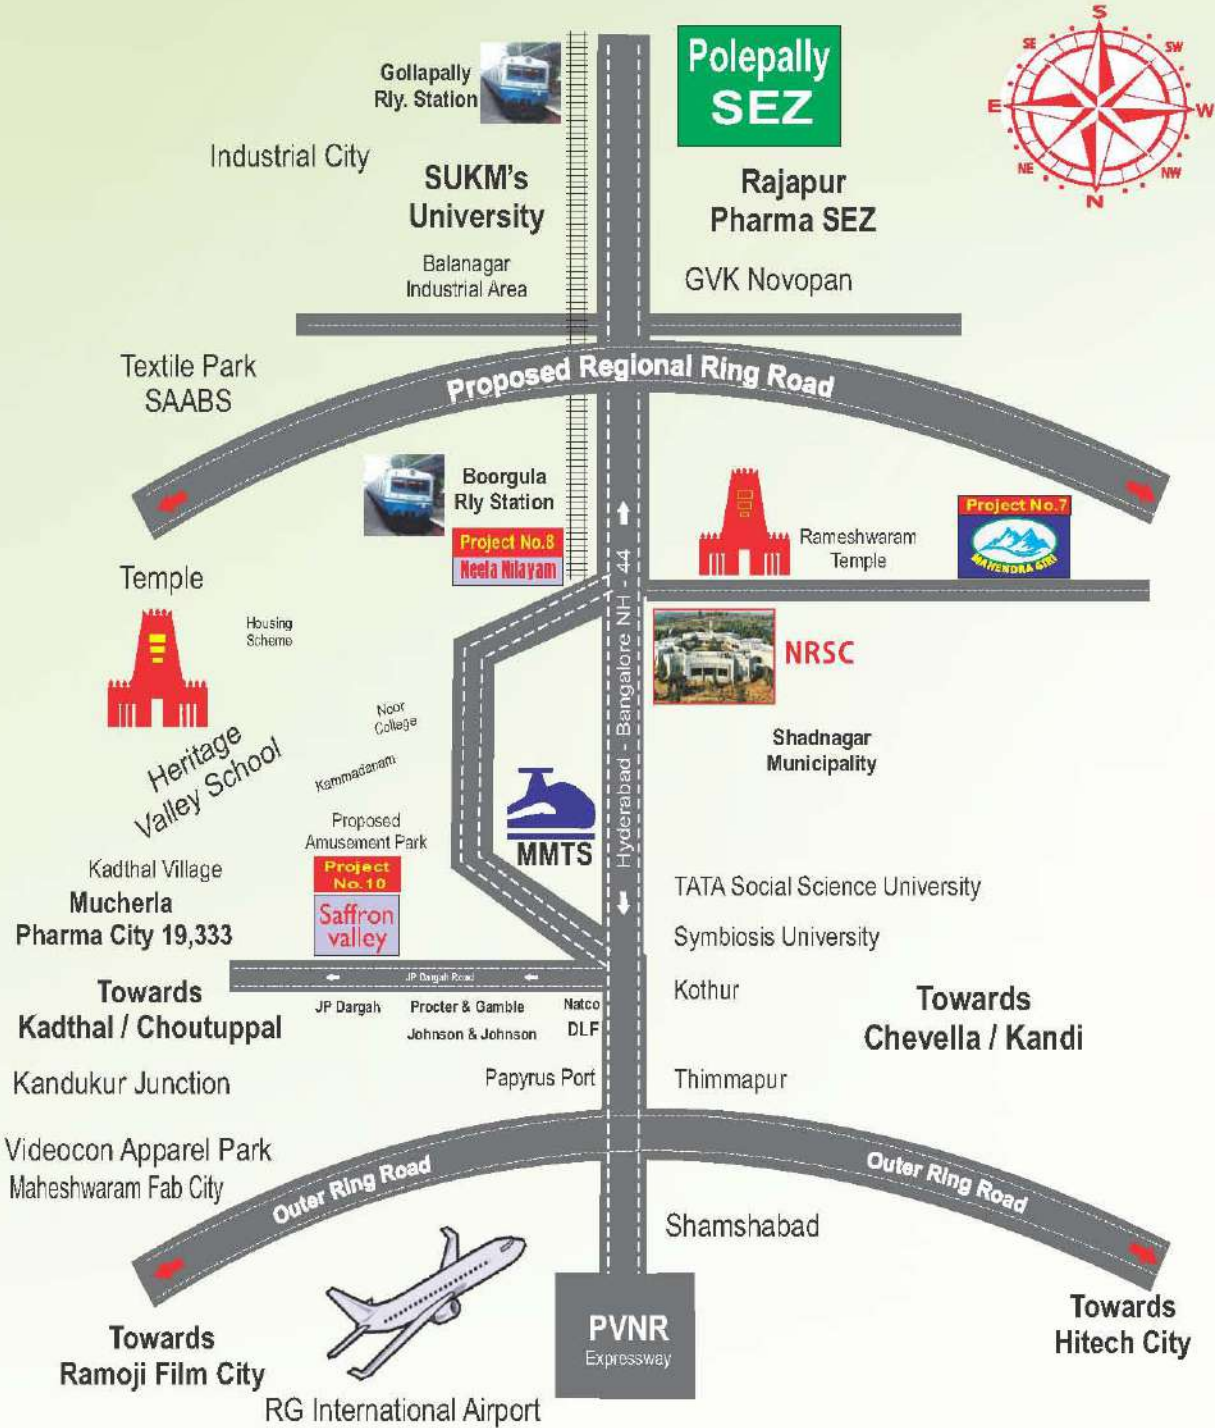 S
SE
SW
E
W
NE
NW
N
Gollapally
Rly. Station
Polepally
SEZ
Industrial City
SUKM's
University
Rajapur
Pharma SEZ
Balanagar
Industrial Area
GVK Novopan
Textile Park
SAABS
Proposed Regional Ring Road
Boorgula
Rly Station
Project No.8
Neela Nilayam
Rameshwaram
Temple
Project No.7
MAHENDRA GIRI
Temple
Housing
Scheme
Hyderabad - Bangalore NH - 44
NRSC
Noor
College
Shadnagar
Municipality
Heritage
Valley School
Kammadanam
MMTS
Proposed
Amusement Park
Kadthal Village
Project
No.10
Saffron
valley
Mucherla
Pharma City 19,333
TATA Social Science University
Symbiosis University
JP Dargah Road
Towards
Kadthal / Choutuppal
JP Dargah
Procter & Gamble
Natco
Johnson & Johnson
DLF
Kothur
Towards
Chevella / Kandi
Kandukur Junction
Papyrus Port
Thimmapur
Videocon Apparel Park
Maheshwaram Fab City
Outer Ring Road
Outer Ring Road
Shamshabad
Towards
Ramoji Film City
PVNR
Expressway
Towards
Hitech City
RG International Airport